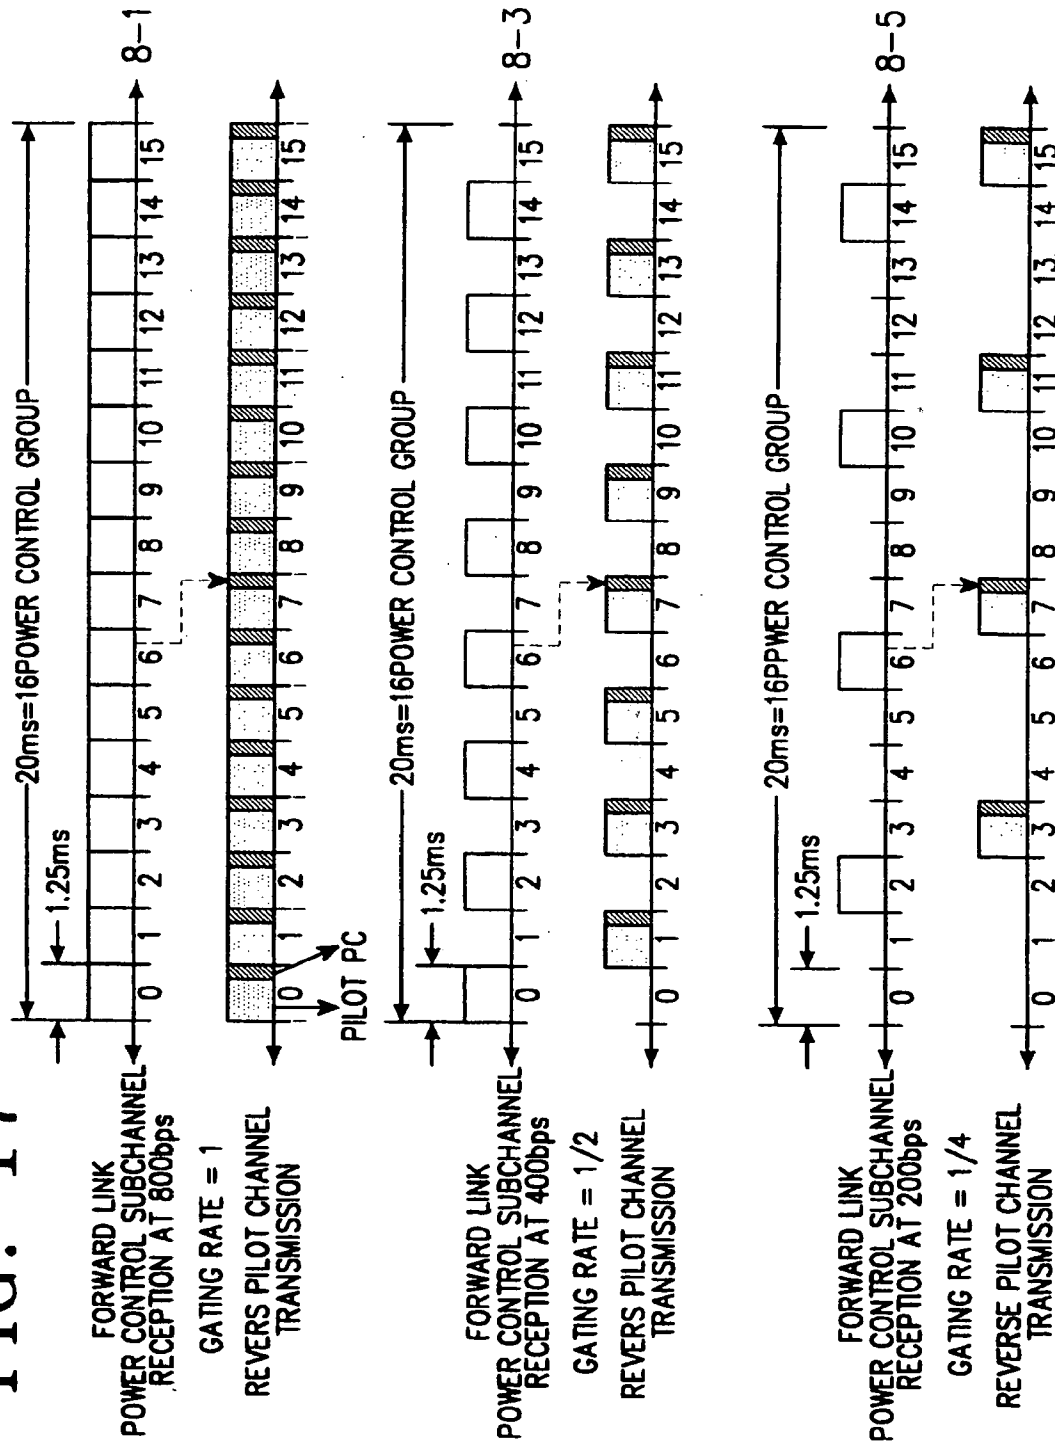 FIG. 17
20ms=16POWER CONTROL GROUP
1.25ms
FORWARD LINK
POWER CONTROL SUBCHANNEL
RECEPTION AT 800bps
0 1 2 3 4 5 6 7 8 9 10 11 12 13 14 15
8-1
GATING RATE = 1
REVERS PILOT CHANNEL
TRANSMISSION
0 1 2 3 4 5 6 7 8 9 10 11 12 13 14 15
PILOT PC
20ms=16POWER CONTROL GROUP
1.25ms
FORWARD LINK
POWER CONTROL SUBCHANNEL
RECEPTION AT 400bps
0 1 2 3 4 5 6 7 8 9 10 11 12 13 14 15
8-3
GATING RATE = 1/2
REVERS PILOT CHANNEL
TRANSMISSION
0 1 2 3 4 5 6 7 8 9 10 11 12 13 14 15
20ms=16PPWER CONTROL GROUP
1.25ms
FORWARD LINK
POWER CONTROL SUBCHANNEL
RECEPTION AT 200bps
0 1 2 3 4 5 6 7 8 9 10 11 12 13 14 15
8-5
GATING RATE = 1/4
REVERSE PILOT CHANNEL
TRANSMISSION
0 1 2 3 4 5 6 7 8 9 10 11 12 13 14 15